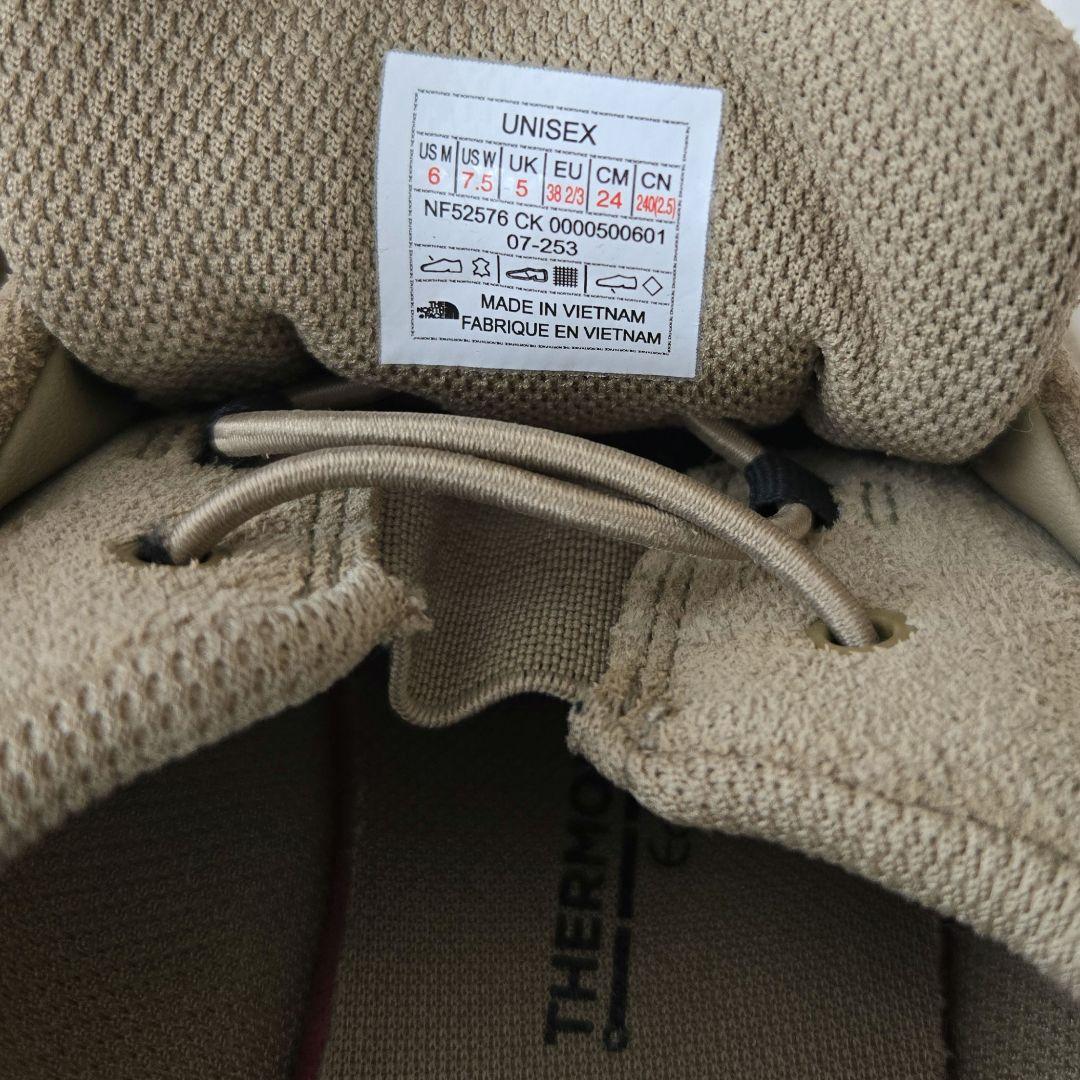 UNISEX
US M US W UK EU CM CN
6 7.5 5 38 2/3 24 240(2.5)
NF52576 CK 0000500601
07-253
THE NORTH FACE
MADE IN VIETNAM
FABRIQUE EN VIETNAM
THERMO